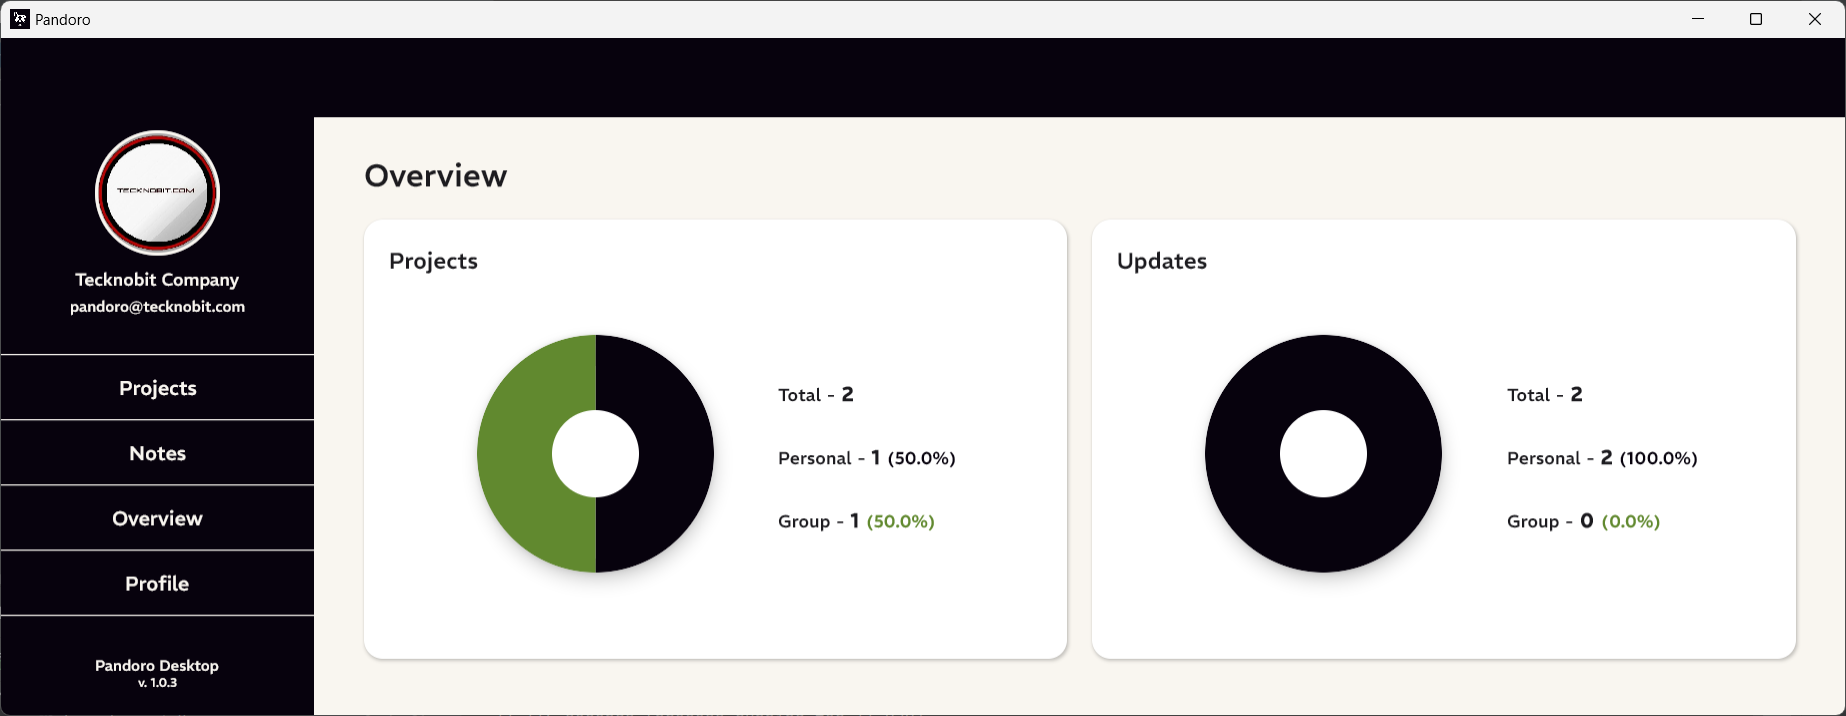 Pandoro
TECKNOBIT.COM
Tecknobit Company
pandoro@tecknobit.com
Projects
Notes
Overview
Profile
Pandoro Desktop
v. 1.0.3
Overview
Projects
Total - 2
Personal - 1 (50.0%)
Group - 1 (50.0%)
Updates
Total - 2
Personal - 2 (100.0%)
Group - 0 (0.0%)